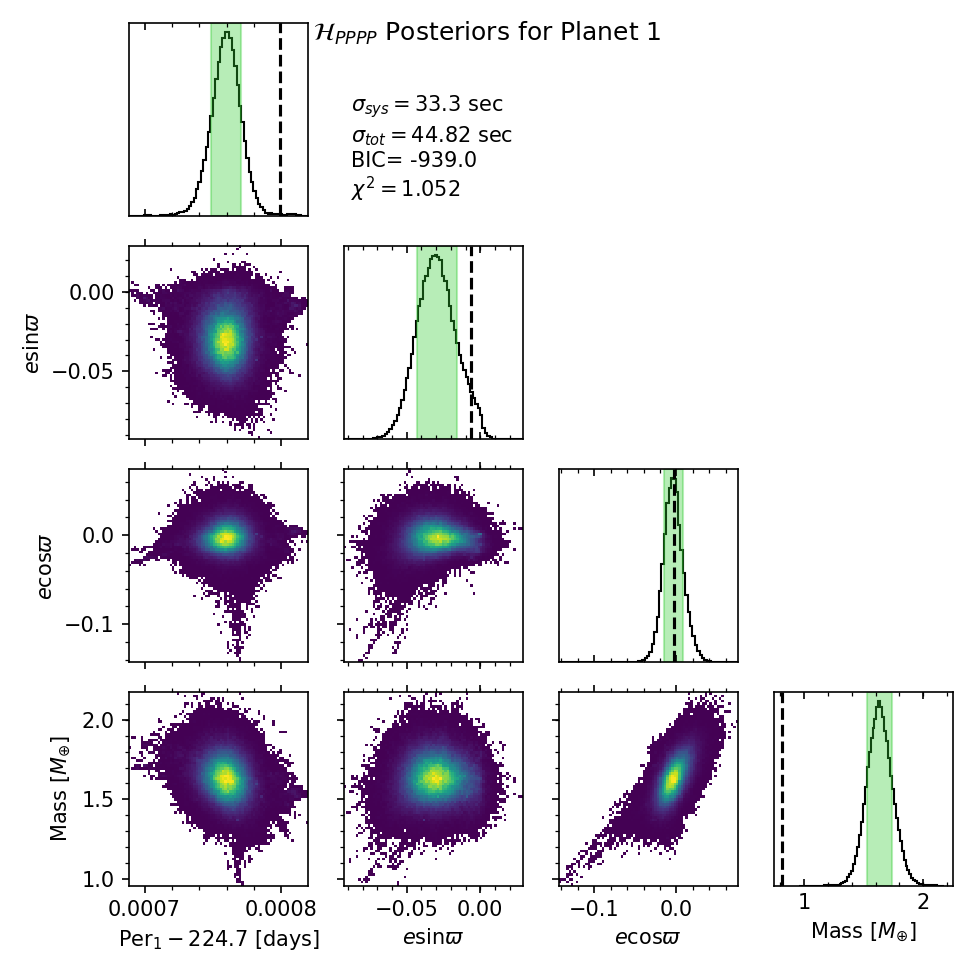 𝓗_PPPP Posteriors for Planet 1
σ_sys = 33.3 sec
σ_tot = 44.82 sec
BIC= -939.0
χ² = 1.052
0.00
−0.05
esinϖ
0.0
−0.1
ecosϖ
2.0
1.5
1.0
Mass [M⊕]
0.0007 0.0008
Per₁ − 224.7 [days]
−0.05 0.00
esinϖ
−0.1 0.0
ecosϖ
1 2
Mass [M⊕]